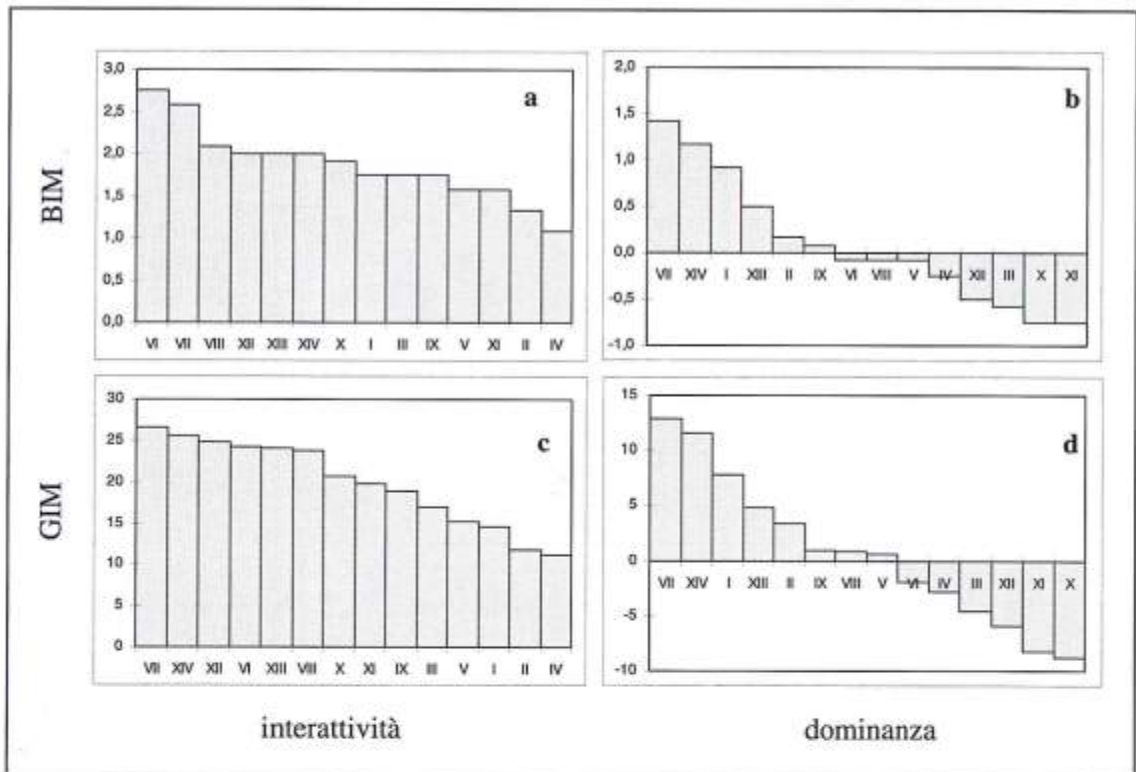 BIM
a
3,0
2,5
2,0
1,5
1,0
0,5
0,0
VI VII VIII XII XIII XIV X I III IX V XI II IV
b
2,0
1,5
1,0
0,5
0,0
-0,5
-1,0
VII XIV I XIII II IX VI VIII V IV XII III X XI
GIM
c
30
25
20
15
10
5
0
VII XIV XII VI XIII VIII X XI IX III V I II IV
d
15
10
5
0
-5
-10
VII XIV I XIII II IX VIII V VI IV III XII XI X
interattività
dominanza